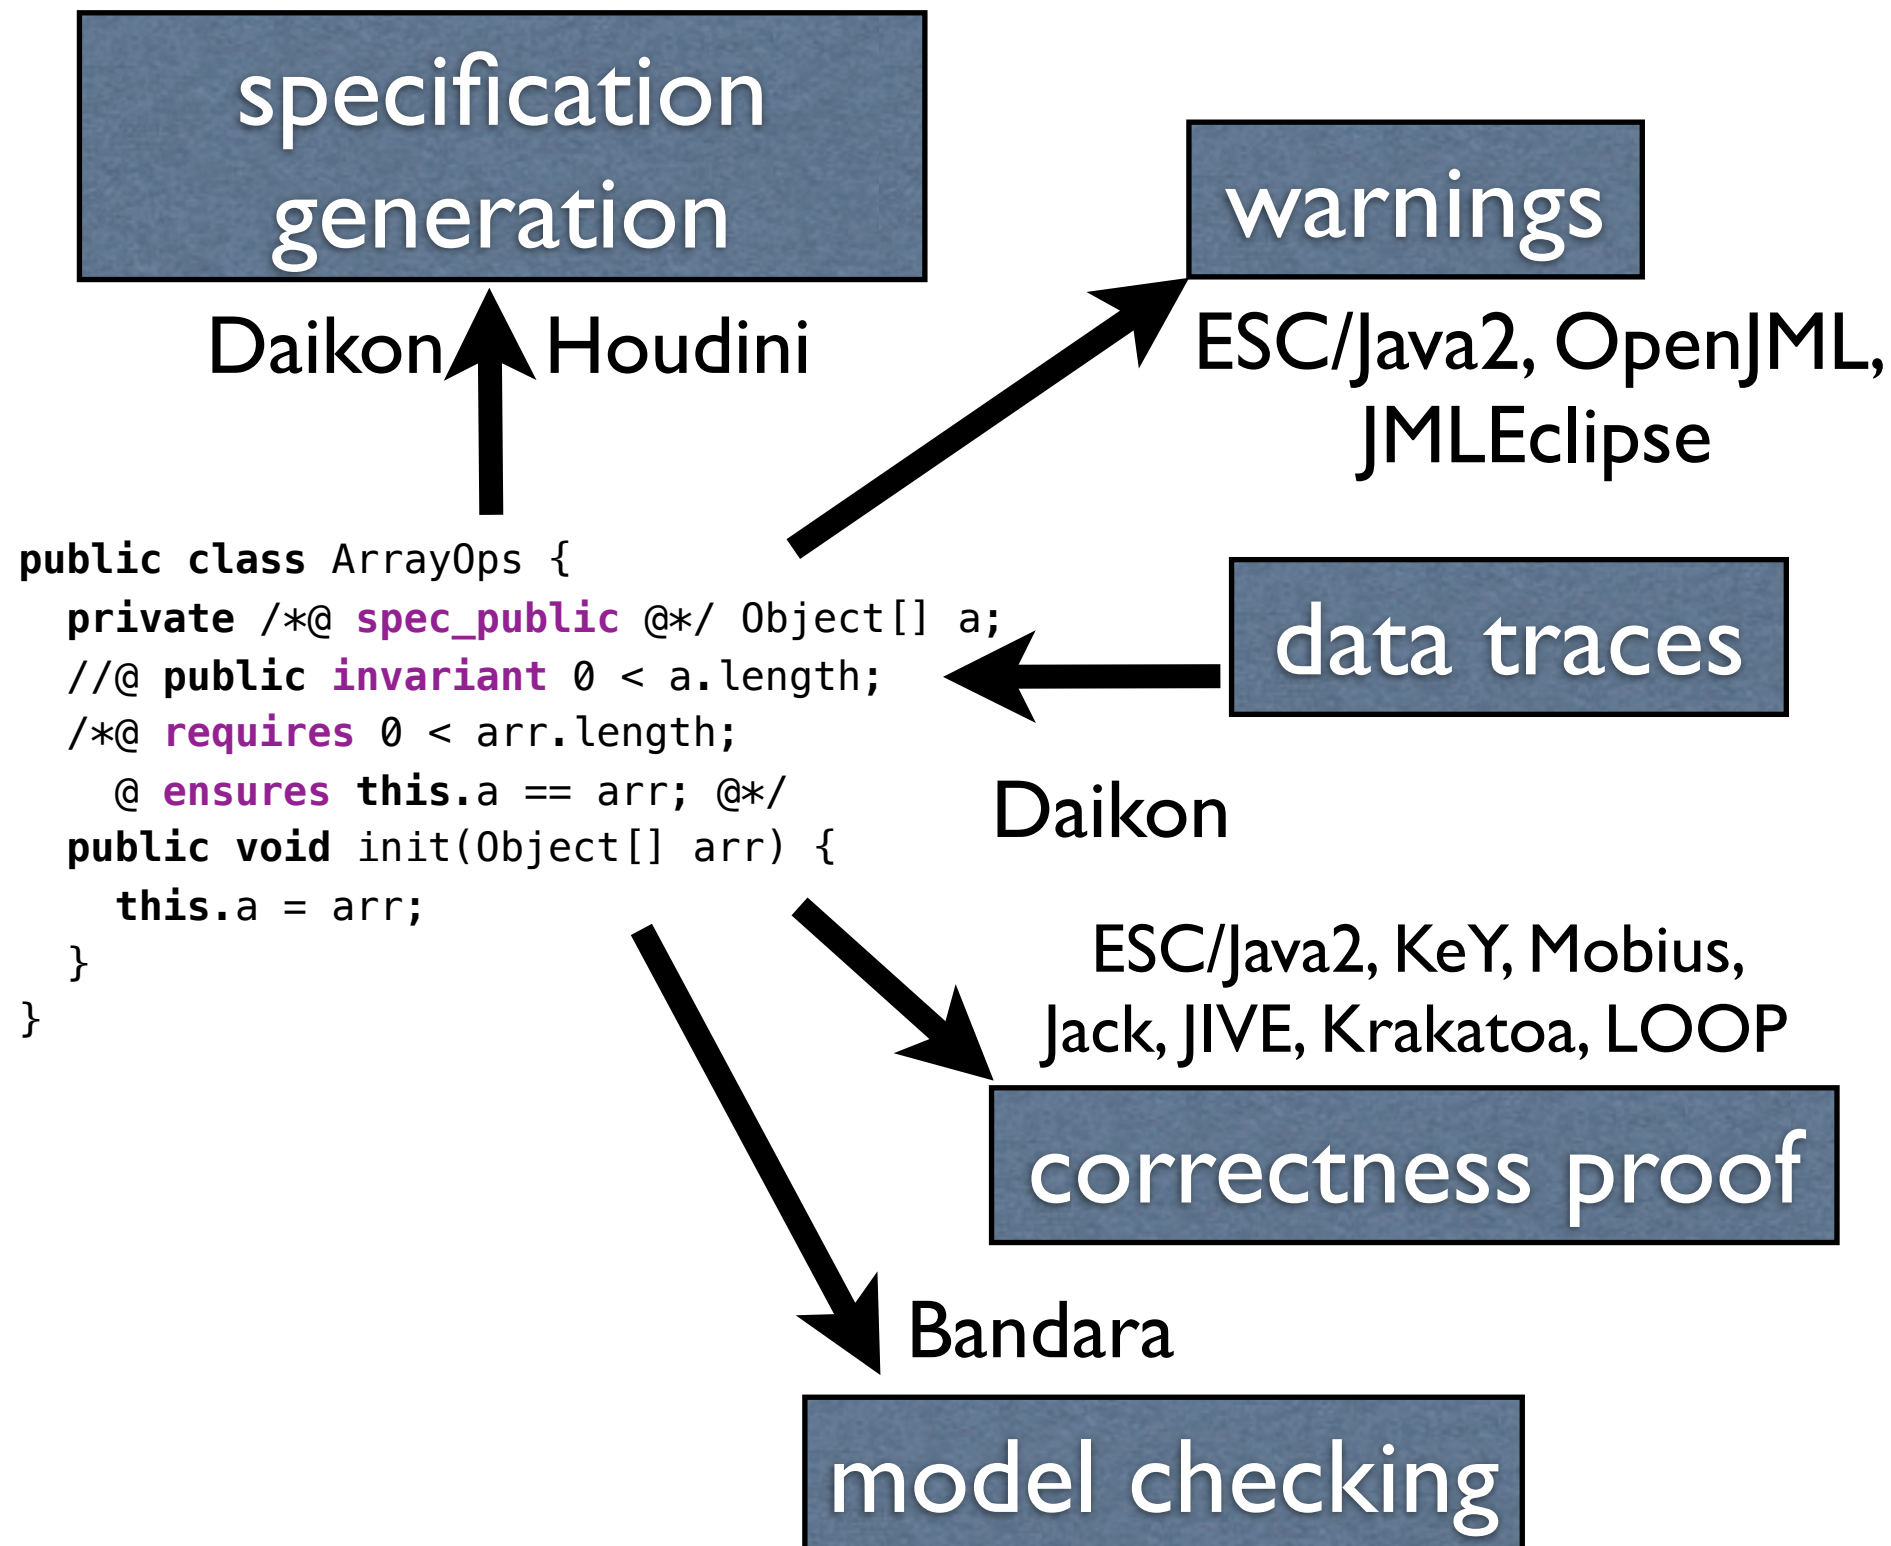 specification
generation
Daikon Houdini
warnings
ESC/Java2, OpenJML,
JMLEclipse
public class ArrayOps {
  private /*@ spec_public @*/ Object[] a;
  //@ public invariant 0 < a.length;
  /*@ requires 0 < arr.length;
    @ ensures this.a == arr; @*/
  public void init(Object[] arr) {
    this.a = arr;
  }
}
data traces
Daikon
ESC/Java2, KeY, Mobius,
Jack, JIVE, Krakatoa, LOOP
correctness proof
Bandara
model checking